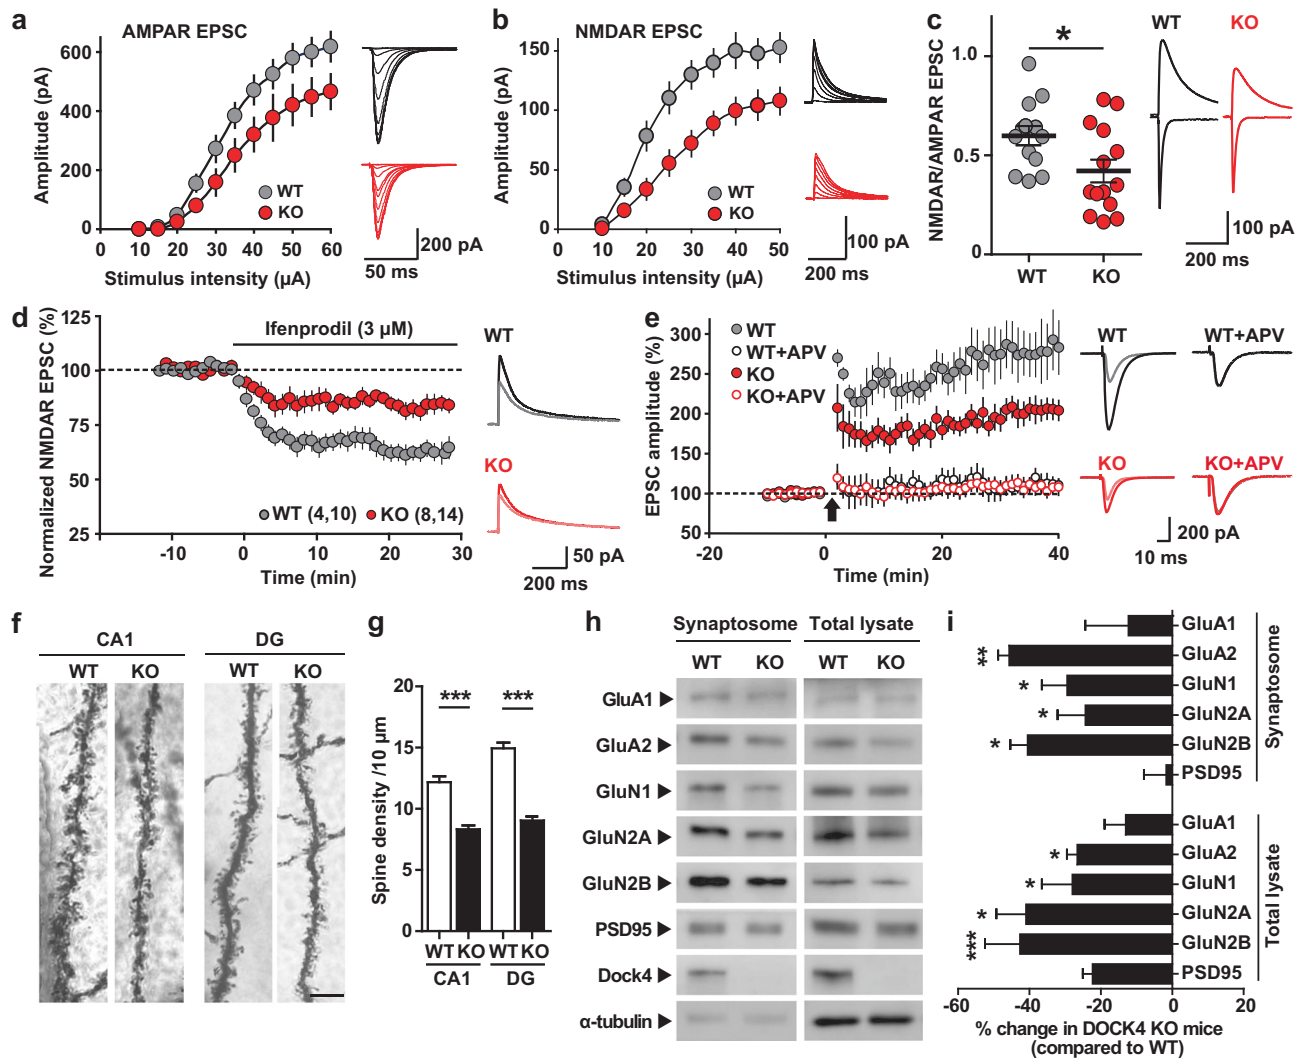 a
AMPAR EPSC
Amplitude (pA)
600
400
200
0
0 10 20 30 40 50 60
Stimulus intensity (µA)
WT
KO
200 pA
50 ms
b
NMDAR EPSC
Amplitude (pA)
150
100
50
0
0 10 20 30 40 50
Stimulus intensity (µA)
WT
KO
100 pA
200 ms
c
NMDAR/AMPAR EPSC
1.0
0.5
0
*
WT KO
WT KO
100 pA
200 ms
d
Normalized NMDAR EPSC (%)
125
100
75
50
25
Ifenprodil (3 µM)
WT (4,10) KO (8,14)
-10 0 10 20 30
Time (min)
WT
KO
50 pA
200 ms
e
EPSC amplitude (%)
300
250
200
150
100
50
WT
WT+APV
KO
KO+APV
-20 0 20 40
Time (min)
WT WT+APV
KO KO+APV
200 pA
10 ms
f
CA1 DG
WT KO WT KO
g
Spine density /10 µm
20
15
10
5
0
*** ***
WT KO WT KO
CA1 DG
h
Synaptosome Total lysate
WT KO WT KO
GluA1
GluA2
GluN1
GluN2A
GluN2B
PSD95
Dock4
α-tubulin
i
GluA1
** GluA2
* GluN1
* GluN2A
* GluN2B
PSD95
Synaptosome
GluA1
* GluA2
* GluN1
* GluN2A
*** GluN2B
PSD95
Total lysate
-60 -40 -20 0 20
% change in DOCK4 KO mice
(compared to WT)